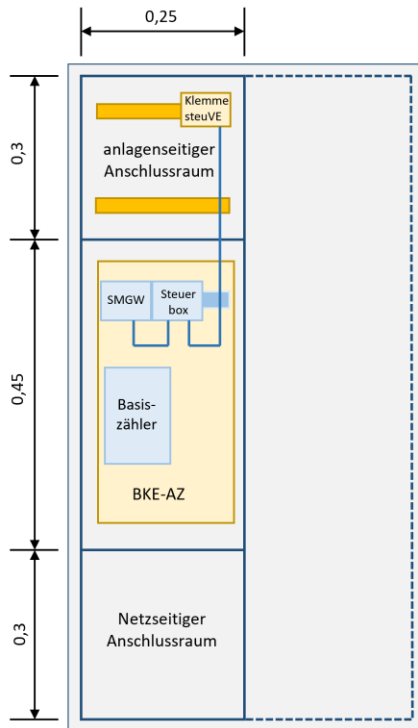 0,25
0,3
Klemme
steuVE
anlagenseitiger
Anschlussraum
0,45
SMGW
Steuer
box
Basis-
zähler
BKE-AZ
0,3
Netzseitiger
Anschlussraum